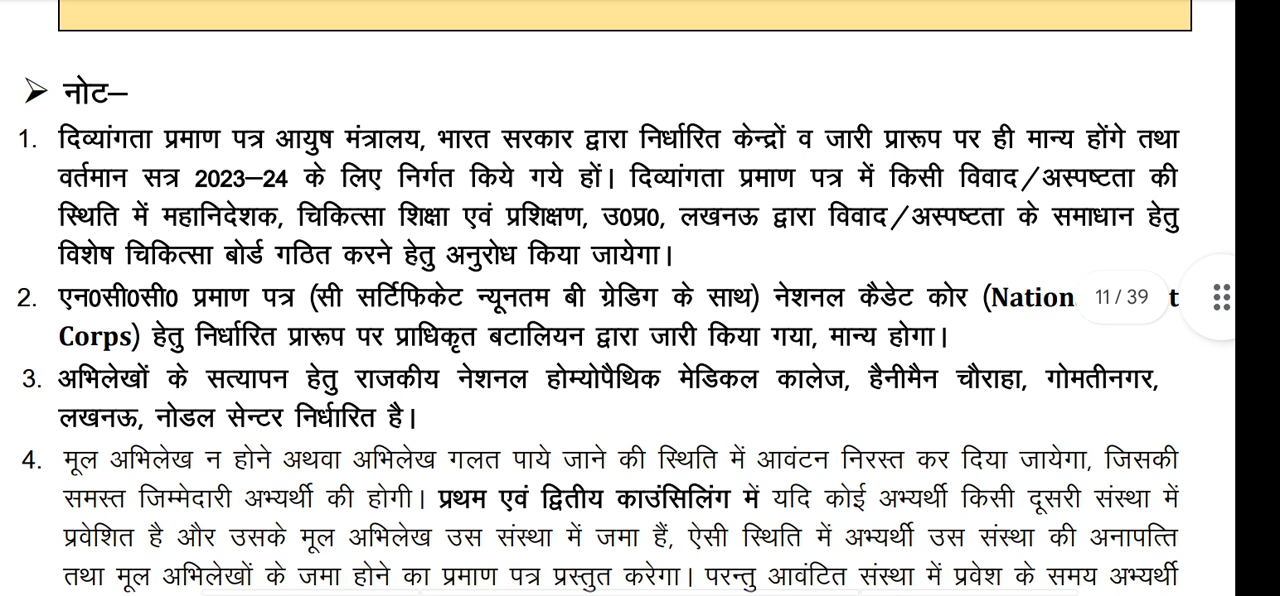 ➤ नोट–
1. दिव्यांगता प्रमाण पत्र आयुष मंत्रालय, भारत सरकार द्वारा निर्धारित केन्द्रों व जारी प्रारूप पर ही मान्य होंगे तथा
वर्तमान सत्र 2023–24 के लिए निर्गत किये गये हों। दिव्यांगता प्रमाण पत्र में किसी विवाद/अस्पष्टता की
स्थिति में महानिदेशक, चिकित्सा शिक्षा एवं प्रशिक्षण, उ0प्र0, लखनऊ द्वारा विवाद/अस्पष्टता के समाधान हेतु
विशेष चिकित्सा बोर्ड गठित करने हेतु अनुरोध किया जायेगा।
2. एन0सी0सी0 प्रमाण पत्र (सी सर्टिफिकेट न्यूनतम बी ग्रेडिग के साथ) नेशनल कैडेट कोर (Nation 11 / 39 t
Corps) हेतु निर्धारित प्रारूप पर प्राधिकृत बटालियन द्वारा जारी किया गया, मान्य होगा।
3. अभिलेखों के सत्यापन हेतु राजकीय नेशनल होम्योपैथिक मेडिकल कालेज, हैनीमैन चौराहा, गोमतीनगर,
लखनऊ, नोडल सेन्टर निर्धारित है।
4. मूल अभिलेख न होने अथवा अभिलेख गलत पाये जाने की स्थिति में आवंटन निरस्त कर दिया जायेगा, जिसकी
समस्त जिम्मेदारी अभ्यर्थी की होगी। प्रथम एवं द्वितीय काउंसिलिंग में यदि कोई अभ्यर्थी किसी दूसरी संस्था में
प्रवेशित है और उसके मूल अभिलेख उस संस्था में जमा हैं, ऐसी स्थिति में अभ्यर्थी उस संस्था की अनापत्ति
तथा मूल अभिलेखों के जमा होने का प्रमाण पत्र प्रस्तुत करेगा। परन्तु आवंटित संस्था में प्रवेश के समय अभ्यर्थी